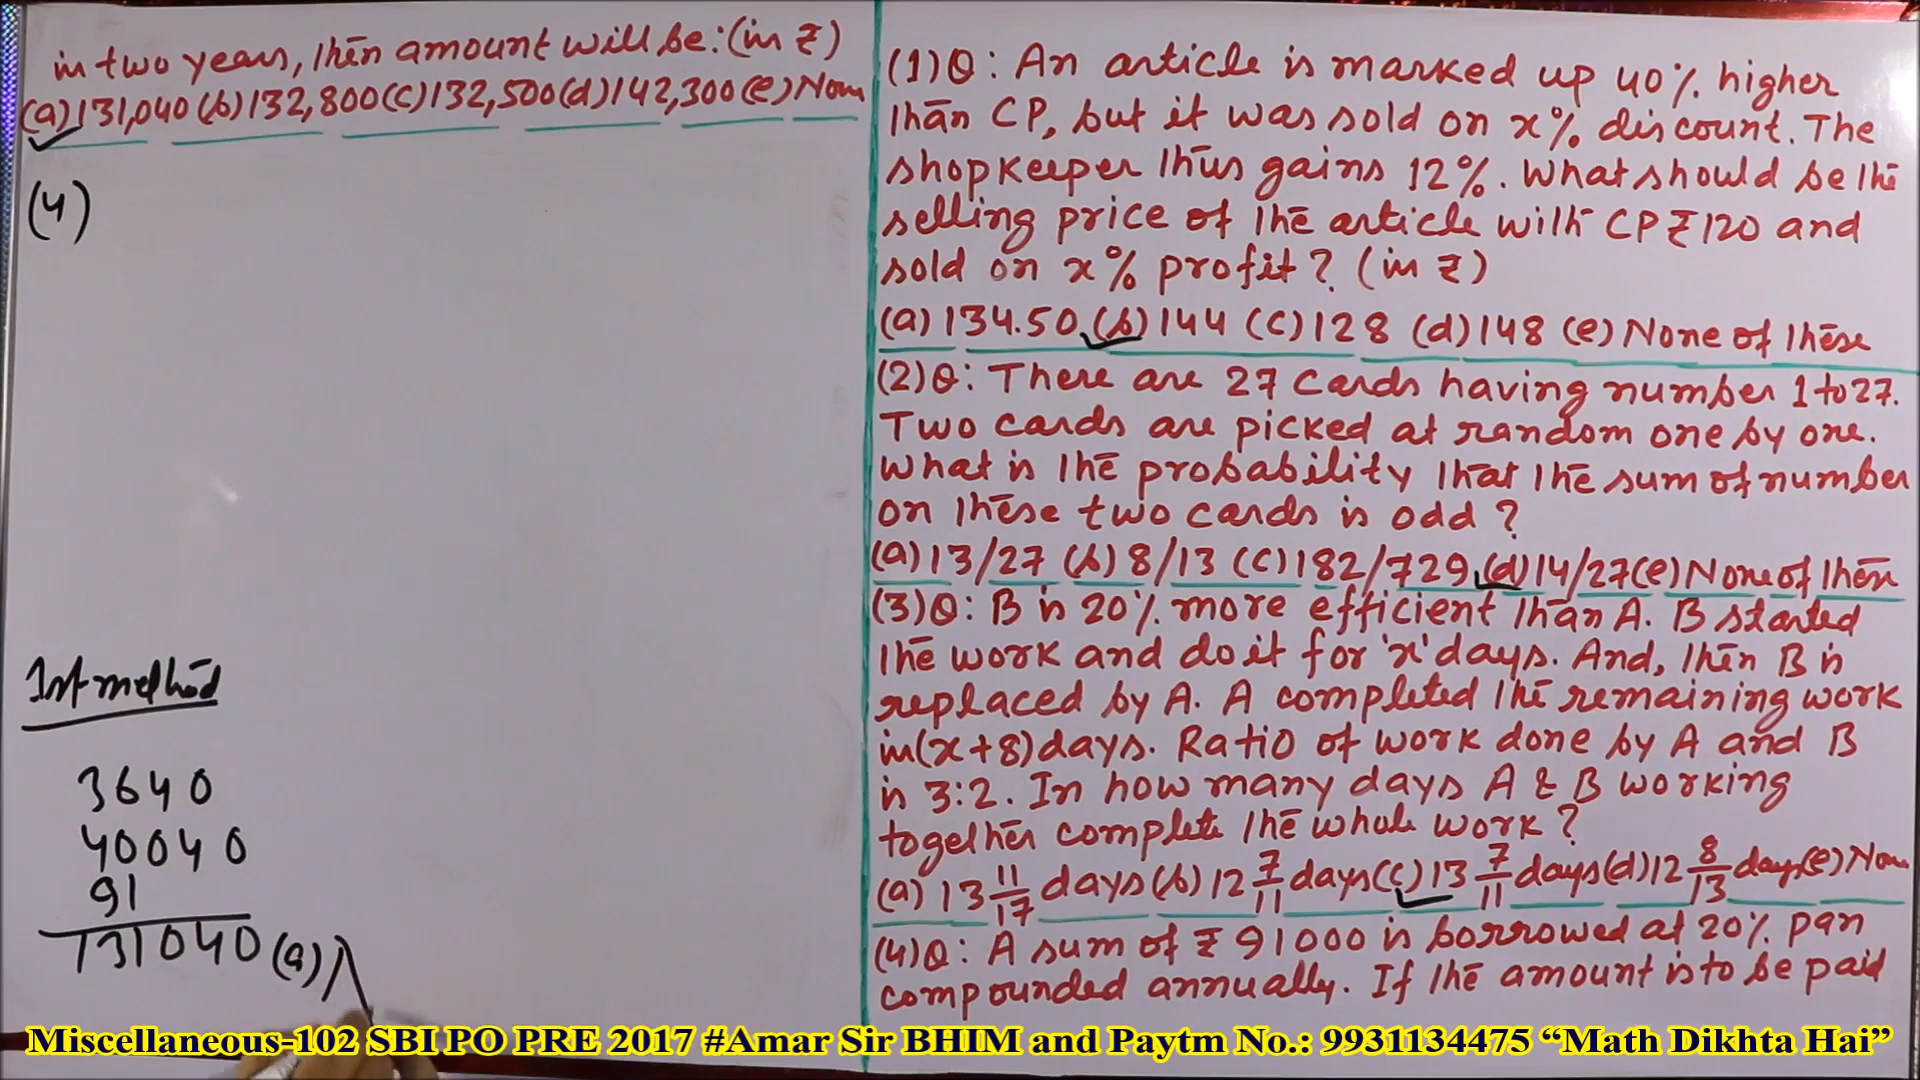 in two years, then amount will be: (in ₹)
(a) 131,040 (b) 132,800 (c) 132,500 (d) 142,300 (e) None
(4)
1st method
3640
40040
91
131040 (a)
(1)Q: An article is marked up 40% higher
than CP, but it was sold on x% discount. The
shopkeeper thus gains 12%. What should be the
selling price of the article with CP ₹ 120 and
sold on x% profit? (in ₹)
(a) 134.50 (b) 144 (c) 128 (d) 148 (e) None of these
(2)Q: There are 27 cards having number 1 to 27.
Two cards are picked at random one by one.
What is the probability that the sum of number
on these two cards is odd?
(a) 13/27 (b) 8/13 (c) 182/729 (d) 14/27 (e) None of these
(3)Q: B is 20% more efficient than A. B started
the work and do it for 'x' days. And, then B is
replaced by A. A completed the remaining work
in (x+8) days. Ratio of work done by A and B
is 3:2. In how many days A & B working
together complete the whole work?
(a) 13 11/17 days (b) 12 7/11 days (c) 13 7/11 days (d) 12 8/13 days (e) None
(4)Q: A sum of ₹ 91000 is borrowed at 20% pan
compounded annually. If the amount is to be paid
Miscellaneous-102 SBI PO PRE 2017 #Amar Sir BHIM and Paytm No.: 9931134475 “Math Dikhta Hai”